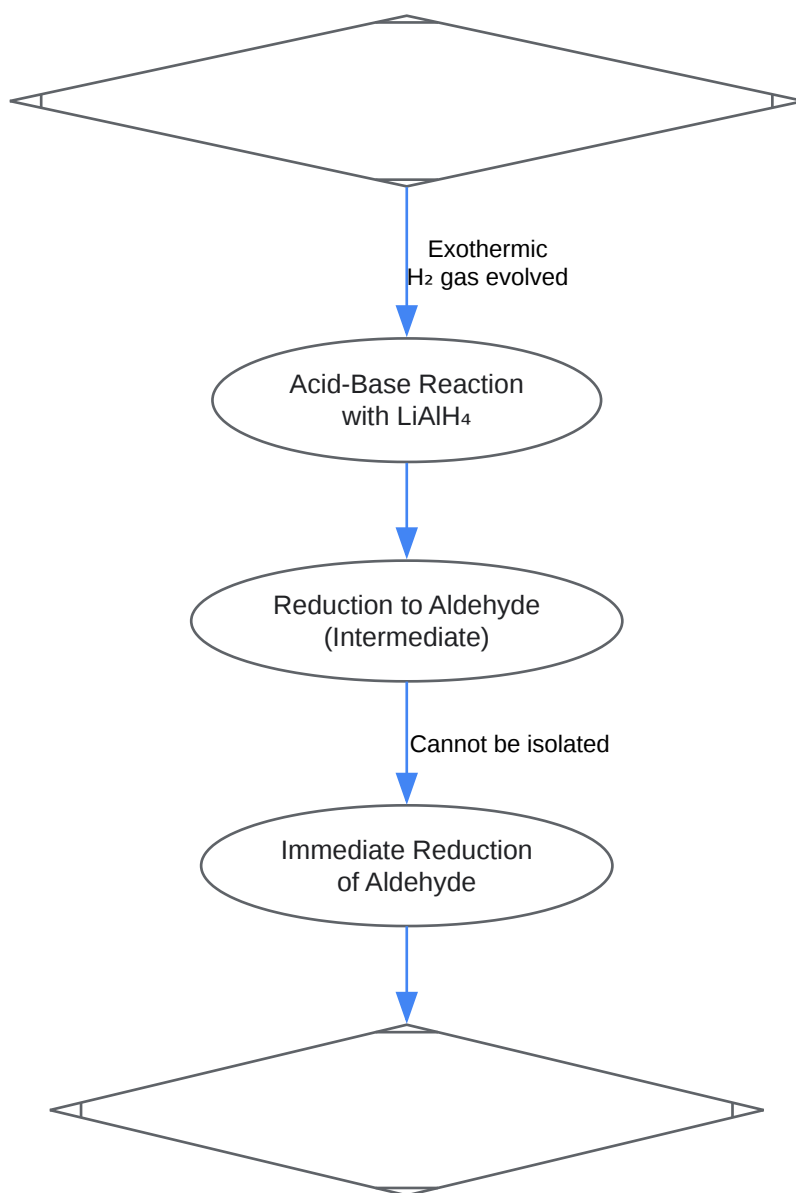 Exothermic
H₂ gas evolved
Acid-Base Reaction
with LiAlH₄
Reduction to Aldehyde
(Intermediate)
Cannot be isolated
Immediate Reduction
of Aldehyde